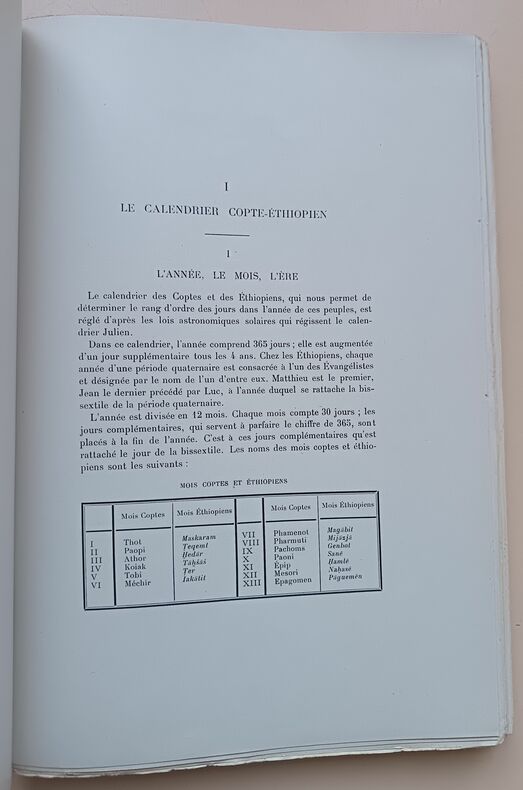 I
LE CALENDRIER COPTE-ÉTHIOPIEN
I
L'ANNÉE, LE MOIS, L'ÈRE
Le calendrier des Coptes et des Éthiopiens, qui nous permet de
déterminer le rang d'ordre des jours dans l'année de ces peuples, est
réglé d'après les lois astronomiques solaires qui régissent le calen-
drier Julien.
Dans ce calendrier, l'année comprend 365 jours ; elle est augmentée
d'un jour supplémentaire tous les 4 ans. Chez les Éthiopiens, chaque
année d'une période quaternaire est consacrée à l'un des Évangélistes
et désignée par le nom de l'un d'entre eux. Matthieu est le premier,
Jean le dernier précédé par Luc, à l'année duquel se rattache la bis-
sextile de la période quaternaire.
L'année est divisée en 12 mois. Chaque mois compte 30 jours ; les
jours complémentaires, qui servent à parfaire le chiffre de 365, sont
placés à la fin de l'année. C'est à ces jours complémentaires qu'est
rattaché le jour de la bissextile. Les noms des mois coptes et éthio-
piens sont les suivants :
MOIS COPTES ET ÉTHIOPIENS
Mois Coptes Mois Éthiopiens Mois Coptes Mois Éthiopiens
I Thot Maskaram VII Phamenot Magābit
II Paopi Ṭeqemt VIII Pharmuti Mijāzjā
III Athor Ḥedār IX Pachoms Genbot
IV Koiak Tāḫśāś X Paoni Sanē
V Tobi Ṭer XI Épip Ḥamlē
VI Méchir Iakātit XII Mesori Naḥasē
XIII Epagomen Pāguemēn